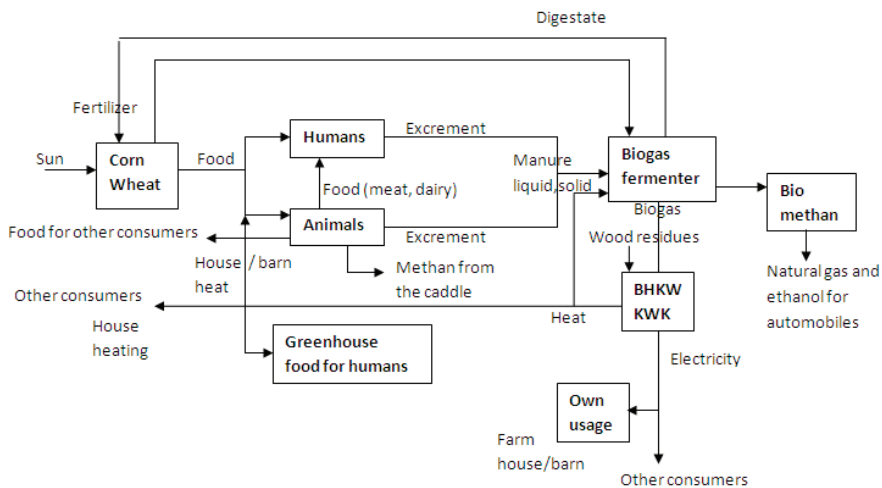 Digestate
Fertilizer
Sun
Corn
Wheat
Food
Humans
Excrement
Food (meat, dairy)
Animals
Excrement
Manure
liquid,solid
Biogas
fermenter
Biogas
Bio
methan
Food for other consumers
House / barn
heat
Methan from
the caddle
Wood residues
Natural gas and
ethanol for
automobiles
Other consumers
House
heating
Heat
BHKW
KWK
Greenhouse
food for humans
Electricity
Own
usage
Farm
house/barn
Other consumers